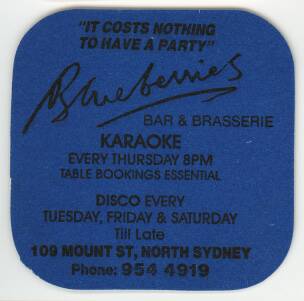 "IT COSTS NOTHING
TO HAVE A PARTY"
Blueberries
BAR & BRASSERIE
KARAOKE
EVERY THURSDAY 8PM
TABLE BOOKINGS ESSENTIAL
DISCO EVERY
TUESDAY, FRIDAY & SATURDAY
Till Late
109 MOUNT ST, NORTH SYDNEY
Phone: 954 4919